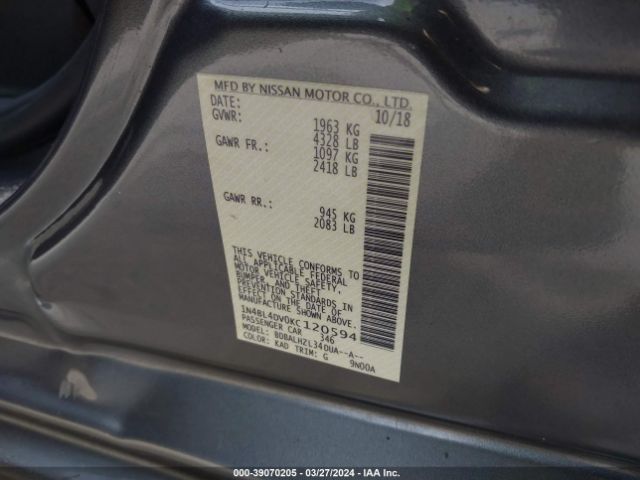 MFD BY NISSAN MOTOR CO., LTD.
DATE: 10/18
GVWR: 1963 KG
4328 LB
GAWR FR.: 1097 KG
2418 LB
GAWR RR.: 945 KG
2083 LB
THIS VEHICLE CONFORMS TO
ALL APPLICABLE FEDERAL
MOTOR VEHICLE SAFETY,
BUMPER, AND THEFT
PREVENTION STANDARDS IN
EFFECT ON THE DATE OF
MANUFACTURE SHOWN ABOVE.
1N4BL4DV0KC120594
PASSENGER CAR 346
MODEL: BDBALHZL34DUA--A--
COLOR: KAD TRIM: G 9N00A
000-39070205 - 03/27/2024 - IAA Inc.